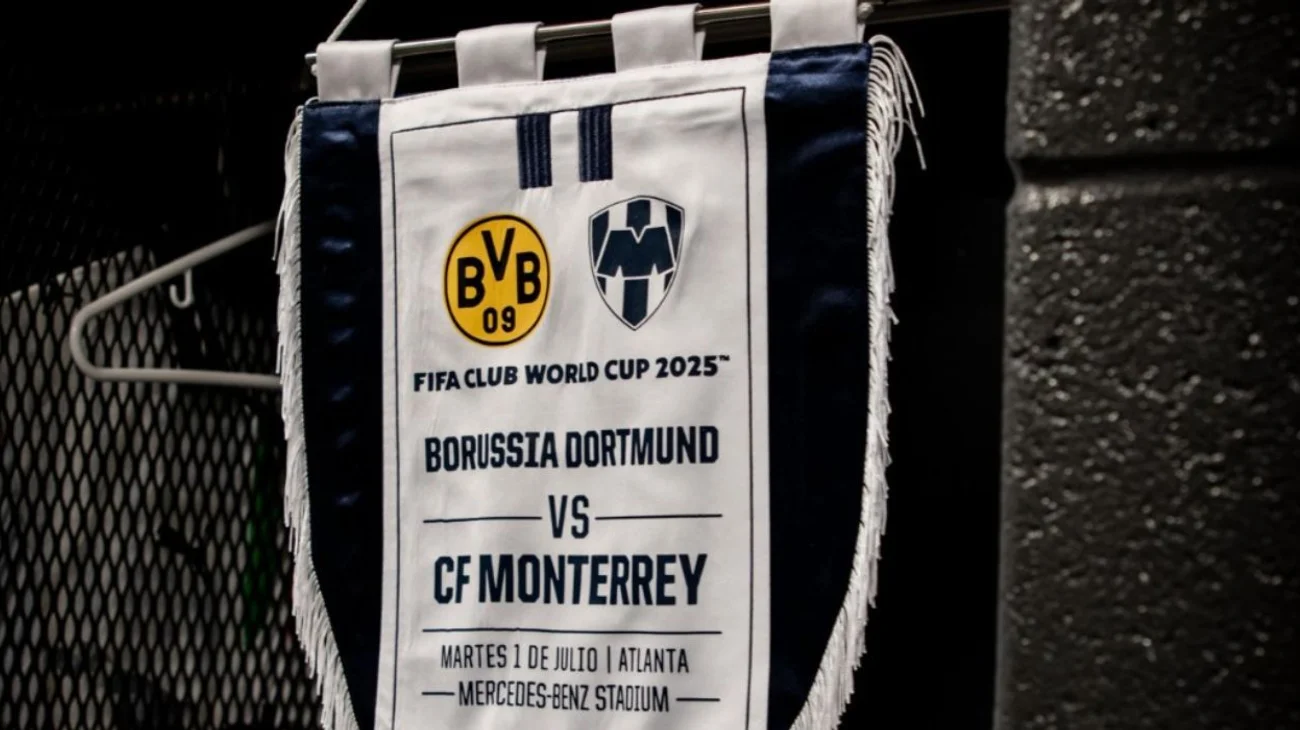 BVB
09
M
FIFA CLUB WORLD CUP 2025™
BORUSSIA DORTMUND
VS
CF MONTERREY
MARTES 1 DE JULIO | ATLANTA
MERCEDES-BENZ STADIUM